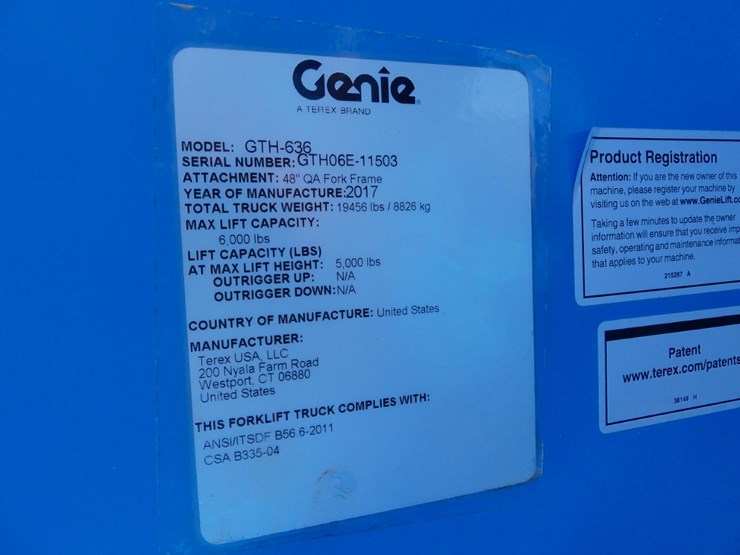 Genie
A TEREX BRAND
MODEL: GTH-636
SERIAL NUMBER: GTH06E-11503
ATTACHMENT: 48" QA Fork Frame
YEAR OF MANUFACTURE: 2017
TOTAL TRUCK WEIGHT: 19456 lbs / 8826 kg
MAX LIFT CAPACITY:
6,000 lbs
LIFT CAPACITY (LBS)
AT MAX LIFT HEIGHT: 5,000 lbs
OUTRIGGER UP: N/A
OUTRIGGER DOWN: N/A
COUNTRY OF MANUFACTURE: United States
MANUFACTURER:
Terex USA, LLC
200 Nyala Farm Road
Westport, CT 06880
United States
THIS FORKLIFT TRUCK COMPLIES WITH:
ANSI/ITSDF B56.6-2011
CSA B335-04
Product Registration
Attention: If you are the new owner of this
machine, please register your machine by
visiting us on the web at www.GenieLift.co
Taking a few minutes to update the owner
information will ensure that you receive imp
safety, operating and maintenance informat
that applies to your machine.
215287 A
Patent
www.terex.com/patents
38149 H